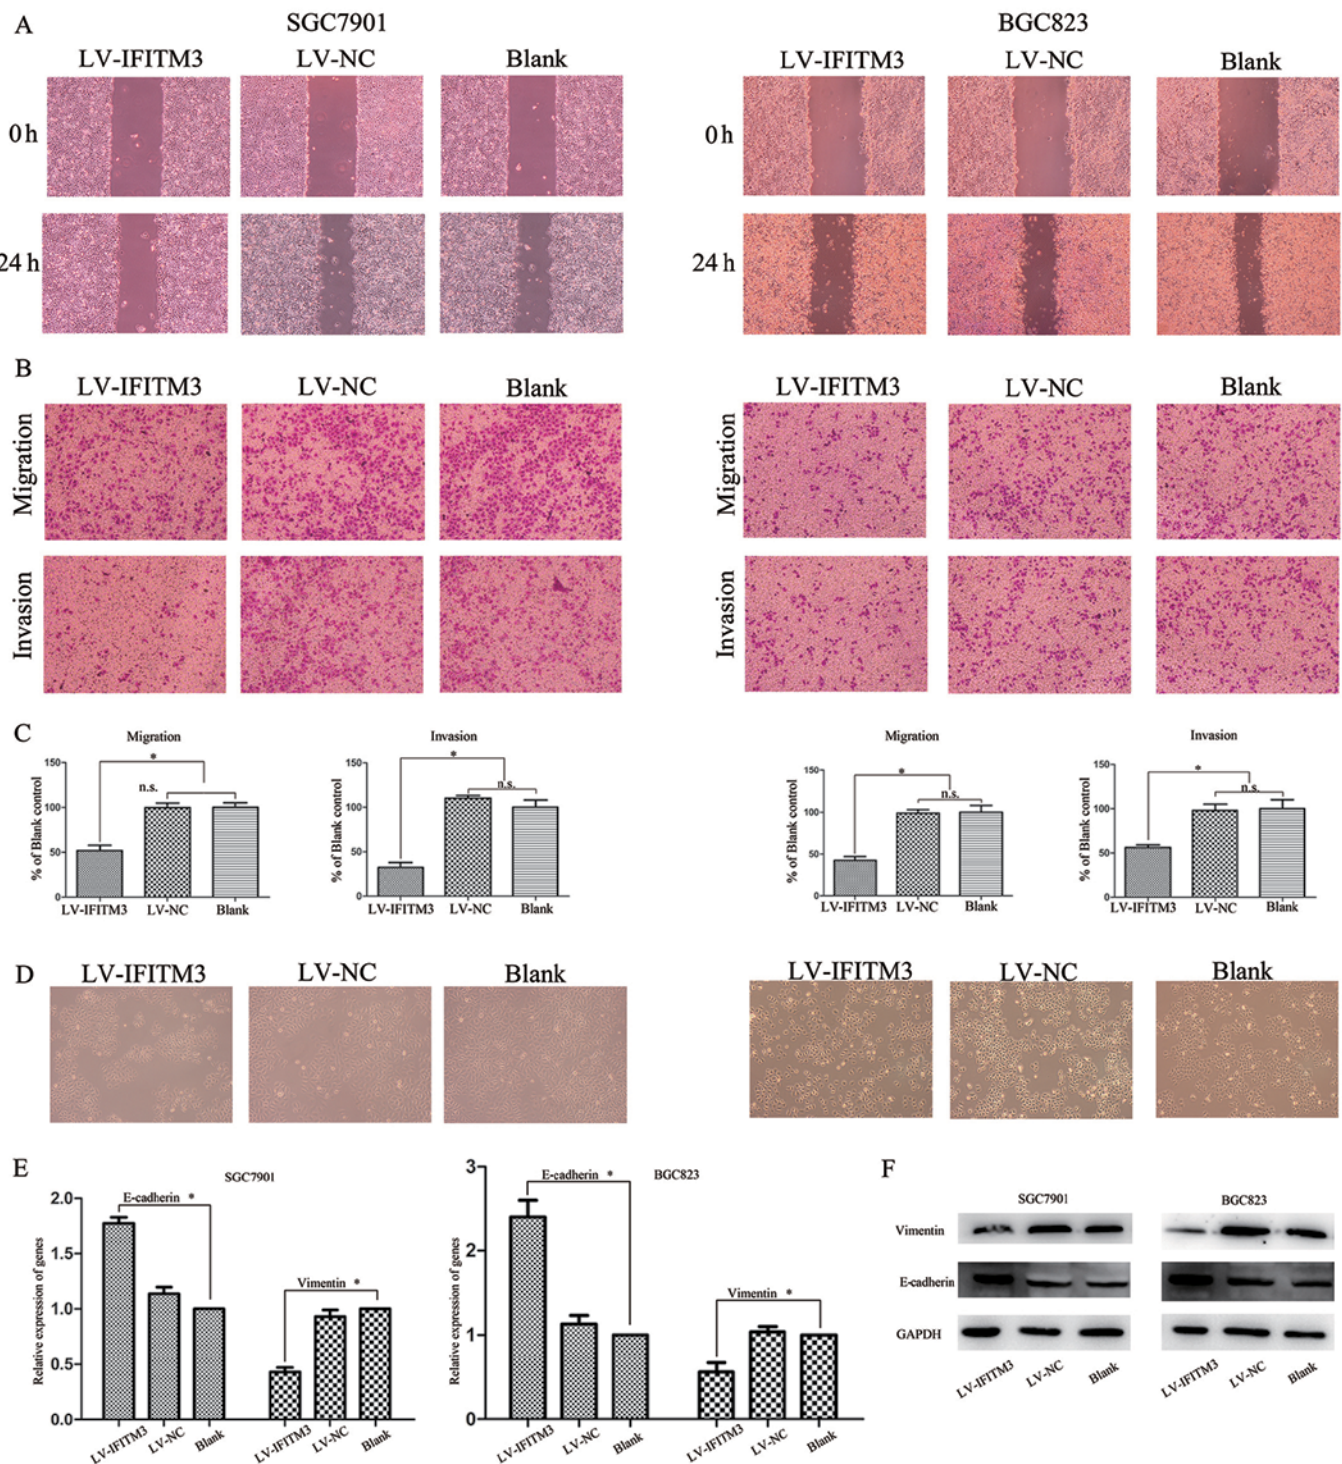 A
SGC7901
BGC823
LV-IFITM3 LV-NC Blank
LV-IFITM3 LV-NC Blank
0 h
0 h
24 h
24 h
B
LV-IFITM3 LV-NC Blank
LV-IFITM3 LV-NC Blank
Migration
Migration
Invasion
Invasion
C
Migration
% of Blank control
150
100
50
0
*
n.s.
LV-IFITM3 LV-NC Blank
Invasion
% of Blank control
150
100
50
0
*
n.s.
LV-IFITM3 LV-NC Blank
Migration
% of Blank control
150
100
50
0
*
n.s.
LV-IFITM3 LV-NC Blank
Invasion
% of Blank control
150
100
50
0
*
n.s.
LV-IFITM3 LV-NC Blank
D
LV-IFITM3 LV-NC Blank
LV-IFITM3 LV-NC Blank
E
SGC7901
Relative expression of genes
2.0
1.5
1.0
0.5
0.0
E-cadherin *
Vimentin *
LV-IFITM3 LV-NC Blank LV-IFITM3 LV-NC Blank
BGC823
Relative expression of genes
3
2
1
0
E-cadherin *
Vimentin *
LV-IFITM3 LV-NC Blank LV-IFITM3 LV-NC Blank
F
SGC7901 BGC823
Vimentin
E-cadherin
GAPDH
LV-IFITM3 LV-NC Blank LV-IFITM3 LV-NC Blank